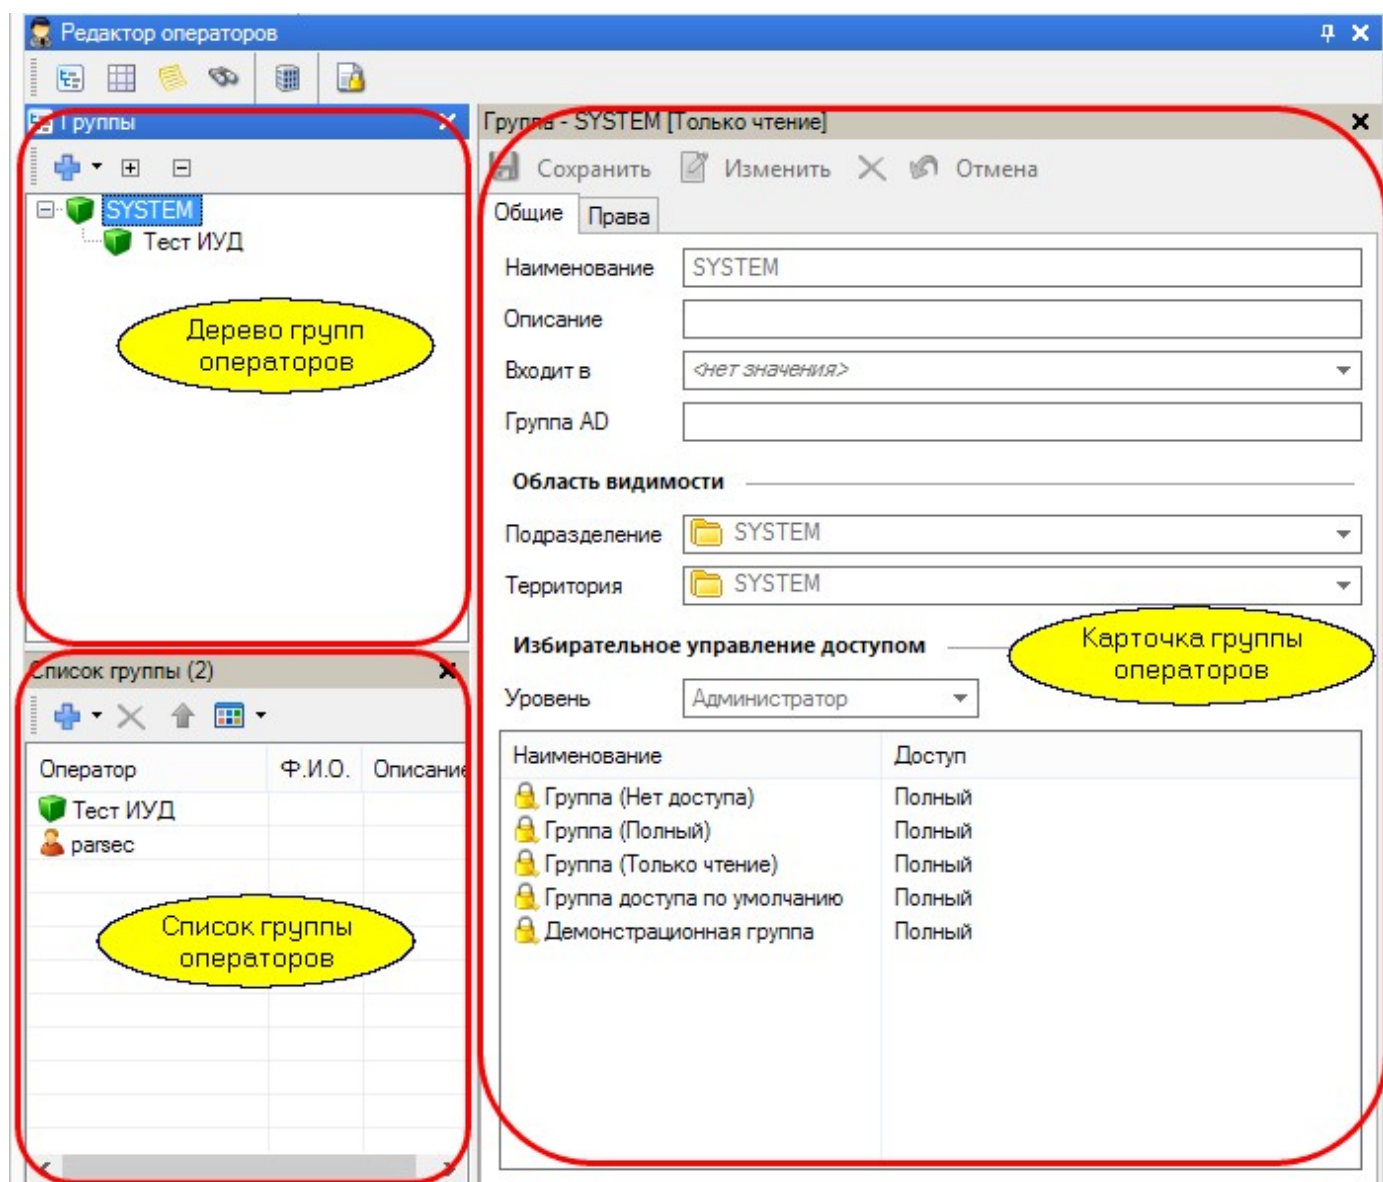 Редактор операторов
Группы
SYSTEM
Тест ИУД
Дерево групп
операторов
Список группы (2)
Оператор Ф.И.О. Описание
Тест ИУД
parsec
Список группы
операторов
Группа - SYSTEM [Только чтение]
Сохранить Изменить Отмена
Общие Права
Наименование SYSTEM
Описание
Входит в <нет значения>
Группа AD
Область видимости
Подразделение SYSTEM
Территория SYSTEM
Избирательное управление доступом
Карточка группы
операторов
Уровень Администратор
Наименование Доступ
Группа (Нет доступа) Полный
Группа (Полный) Полный
Группа (Только чтение) Полный
Группа доступа по умолчанию Полный
Демонстрационная группа Полный